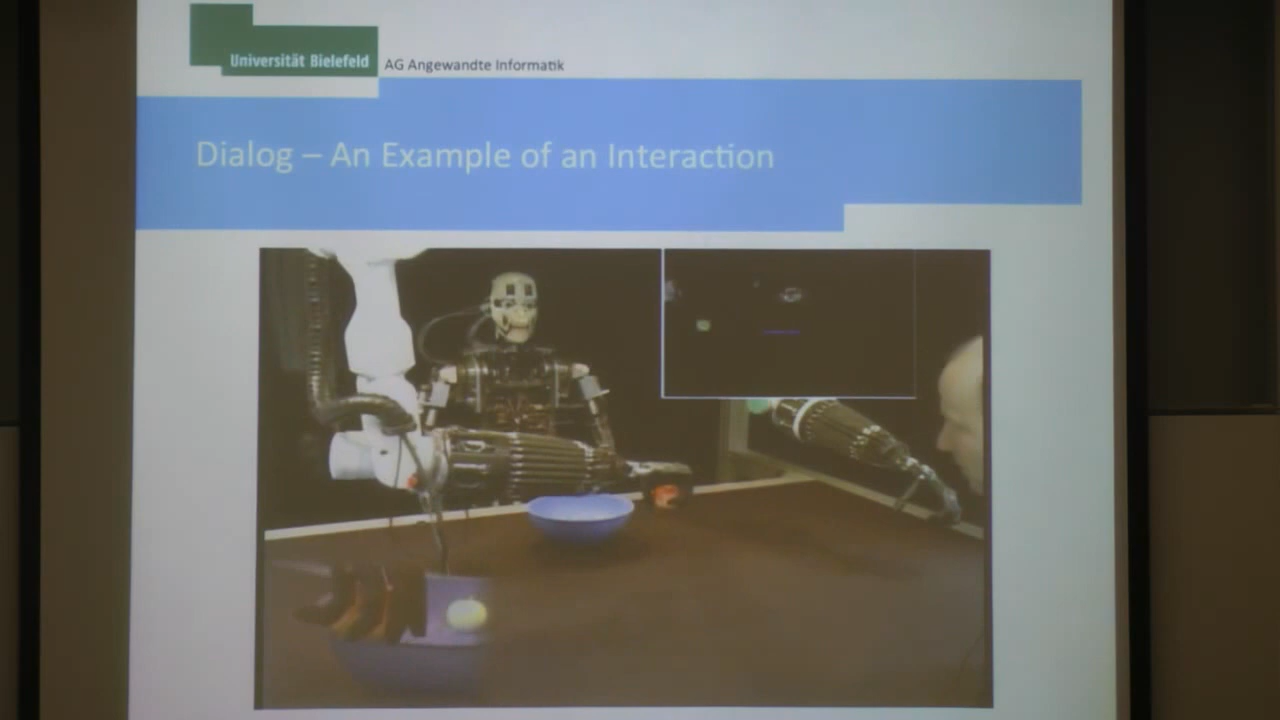 Universität Bielefeld
AG Angewandte Informatik
Dialog – An Example of an Interaction